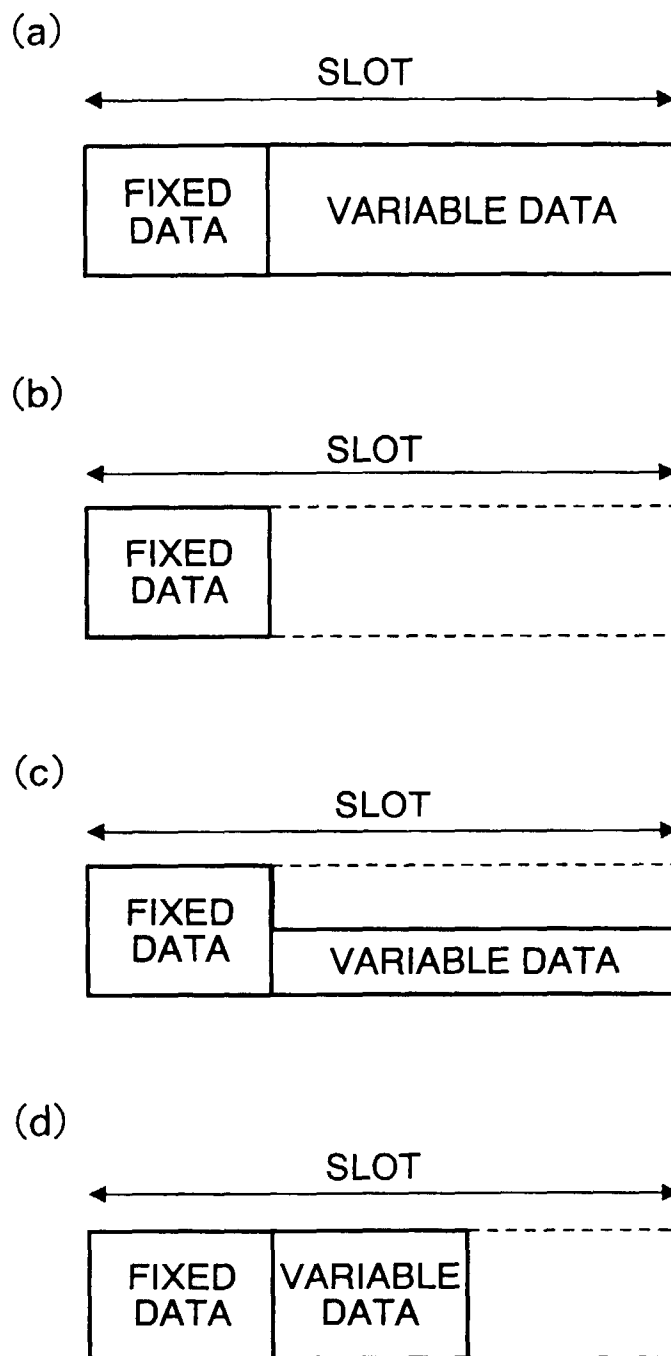 (a)
SLOT
FIXED
DATA
VARIABLE DATA
(b)
SLOT
FIXED
DATA
(c)
SLOT
FIXED
DATA
VARIABLE DATA
(d)
SLOT
FIXED
DATA
VARIABLE
DATA